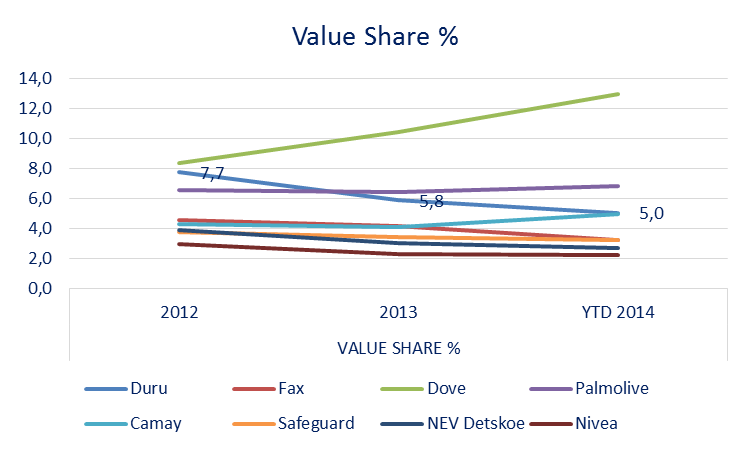 Value Share %
14,0
12,0
10,0
8,0
6,0
4,0
2,0
0,0
7,7
5,8
5,0
2012 2013 YTD 2014
VALUE SHARE %
Duru Fax Dove Palmolive
Camay Safeguard NEV Detskoe Nivea